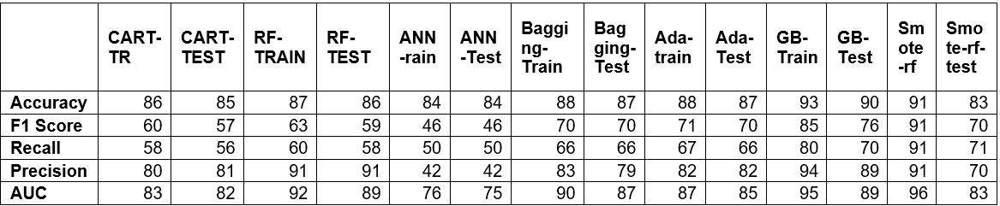 CART-TR CART-TEST RF-TRAIN RF-TEST ANN-rain ANN-Test Bagging-Train Bagging-Test Ada-train Ada-Test GB-Train GB-Test Smote-rf Smote-rf-test
Accuracy 86 85 87 86 84 84 88 87 88 87 93 90 91 83
F1 Score 60 57 63 59 46 46 70 70 71 70 85 76 91 70
Recall 58 56 60 58 50 50 66 66 67 66 80 70 91 71
Precision 80 81 91 91 42 42 83 79 82 82 94 89 91 70
AUC 83 82 92 89 76 75 90 87 87 85 95 89 96 83